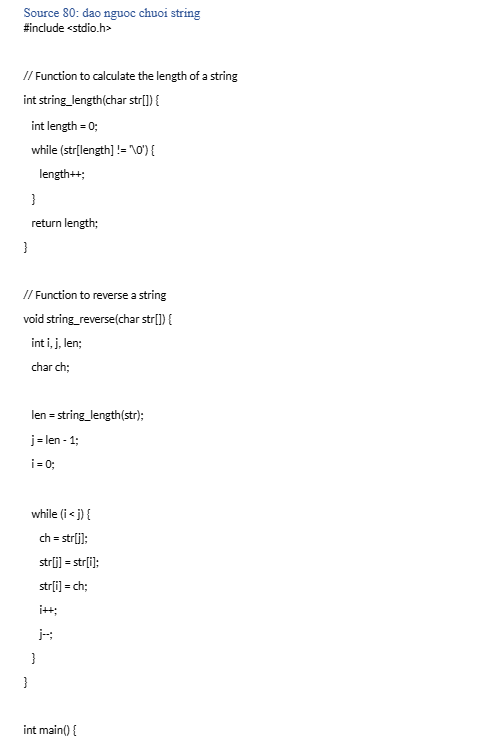 Source 80: dao nguoc chuoi string
#include <stdio.h>
// Function to calculate the length of a string
int string_length(char str[]) {
int length = 0;
while (str[length] != '\0') {
length++;
}
return length;
}
// Function to reverse a string
void string_reverse(char str[]) {
int i, j, len;
char ch;
len = string_length(str);
j = len - 1;
i = 0;
while (i < j) {
ch = str[j];
str[j] = str[i];
str[i] = ch;
i++;
j--;
}
}
int main() {